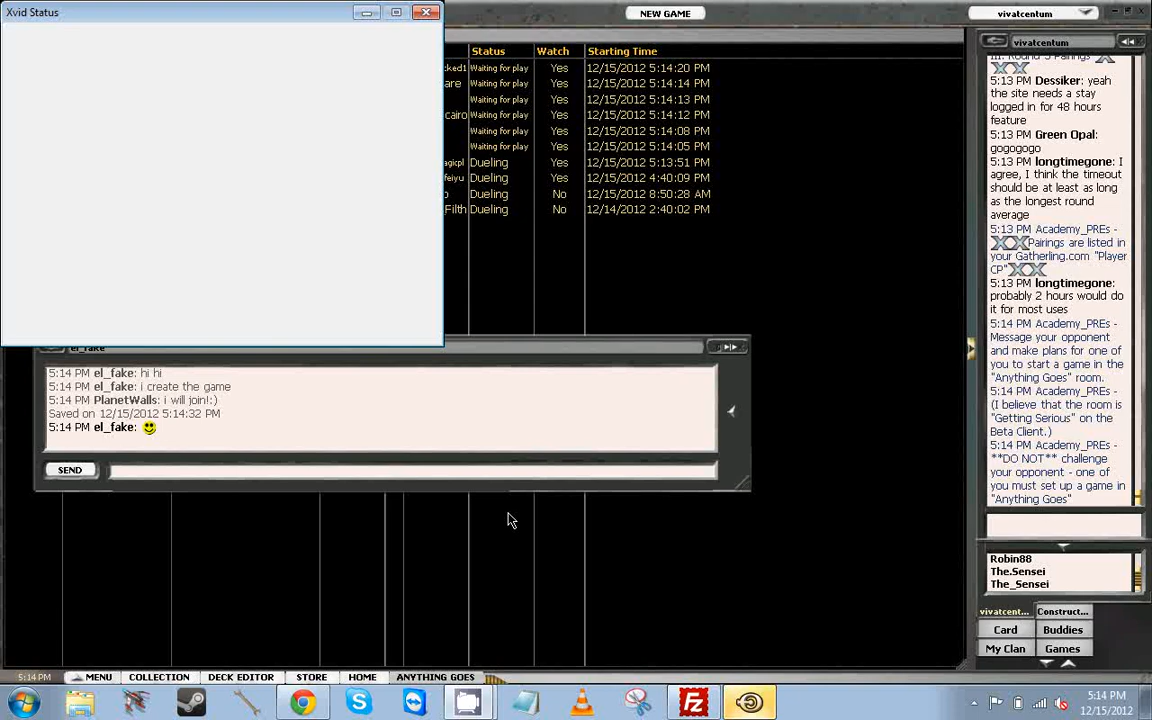 Xvid Status
NEW GAME
vivatcentum
Status Watch Starting Time
cked1 Waiting for play Yes 12/15/2012 5:14:20 PM
are Waiting for play Yes 12/15/2012 5:14:14 PM
Waiting for play Yes 12/15/2012 5:14:13 PM
cairo Waiting for play Yes 12/15/2012 5:14:12 PM
Waiting for play Yes 12/15/2012 5:14:08 PM
Waiting for play Yes 12/15/2012 5:14:05 PM
agicpl Dueling Yes 12/15/2012 5:13:51 PM
feiyu Dueling Yes 12/15/2012 4:40:09 PM
Dueling No 12/15/2012 8:50:28 AM
_Filth Dueling No 12/14/2012 2:40:02 PM
el_fake
5:14 PM el_fake: hi hi
5:14 PM el_fake: i create the game
5:14 PM PlanetWalls: i will join!:)
Saved on 12/15/2012 5:14:32 PM
5:14 PM el_fake:
SEND
vivatcentum
5:13 PM Dessiker: yeah
the site needs a stay
logged in for 48 hours
feature
5:13 PM Green Opal:
gogogogo
5:13 PM longtimegone: I
agree, I think the timeout
should be at least as long
as the longest round
average
5:13 PM Academy_PREs -
Pairings are listed in
your Gatherling.com "Player
CP"
5:13 PM longtimegone:
probably 2 hours would do
it for most uses
5:14 PM Academy_PREs -
Message your opponent
and make plans for one of
you to start a game in the
"Anything Goes" room.
5:14 PM Academy_PREs -
(I believe that the room is
"Getting Serious" on the
Beta Client.)
5:14 PM Academy_PREs -
**DO NOT** challenge
your opponent - one of
you must set up a game in
"Anything Goes"
Robin88
The.Sensei
The_Sensei
vivatcent... Construct...
Card Buddies
My Clan Games
5:14 PM MENU COLLECTION DECK EDITOR STORE HOME ANYTHING GOES
5:14 PM
12/15/2012